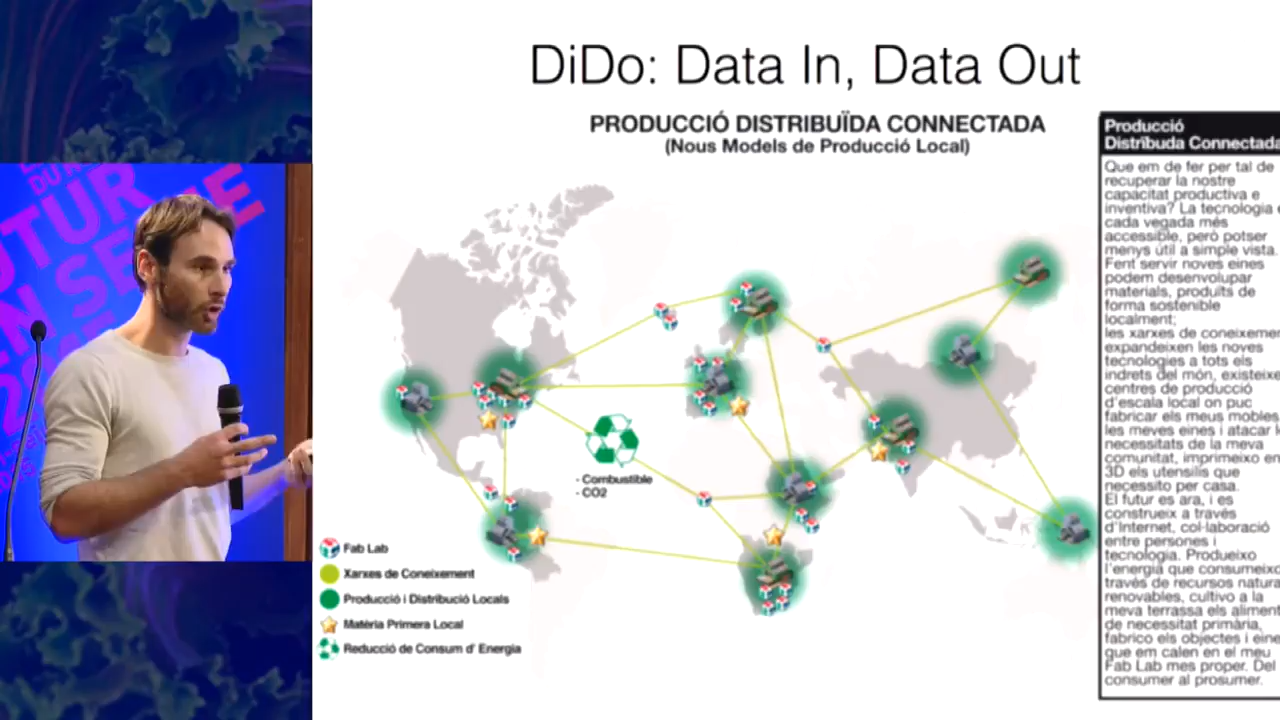 DiDo: Data In, Data Out
PRODUCCIÓ DISTRIBUÏDA CONNECTADA
(Nous Models de Producció Local)
- Combustible
- CO2
Fab Lab
Xarxes de Coneixement
Producció i Distribució Locals
Matèria Primera Local
Reducció de Consum d' Energia
Producció
Distribuda Connectada
Que em de fer per tal de
recuperar la nostre
capacitat productiva e
inventiva? La tecnologia
cada vegada més
accessible, però potser
menys útil a simple vista.
Fent servir noves eines
podem desenvolupar
materials, produïts de
forma sostenible
localment;
les xarxes de
expandeixen les noves
tecnologies a tots els
indrets del món,
centres de producció
d'escala local on puc
fabricar els meus mobles
les meves eines i atacar
necessitats de la meva
comunitat, imprimeixo en
3D els utensilis que
necessito per casa.
El futur es ara, i es
construeix a través
d'Internet, col·laboració
entre persones i
tecnologia. Produeixo
l'energia que consumeixo
través de recursos
renovables, cultivo a la
meva terrassa els
de necessitat primària,
fabrico els objectes i
que em calen en el meu
Fab Lab mes proper. Del
consumer al prosumer.
FUTUR
EN